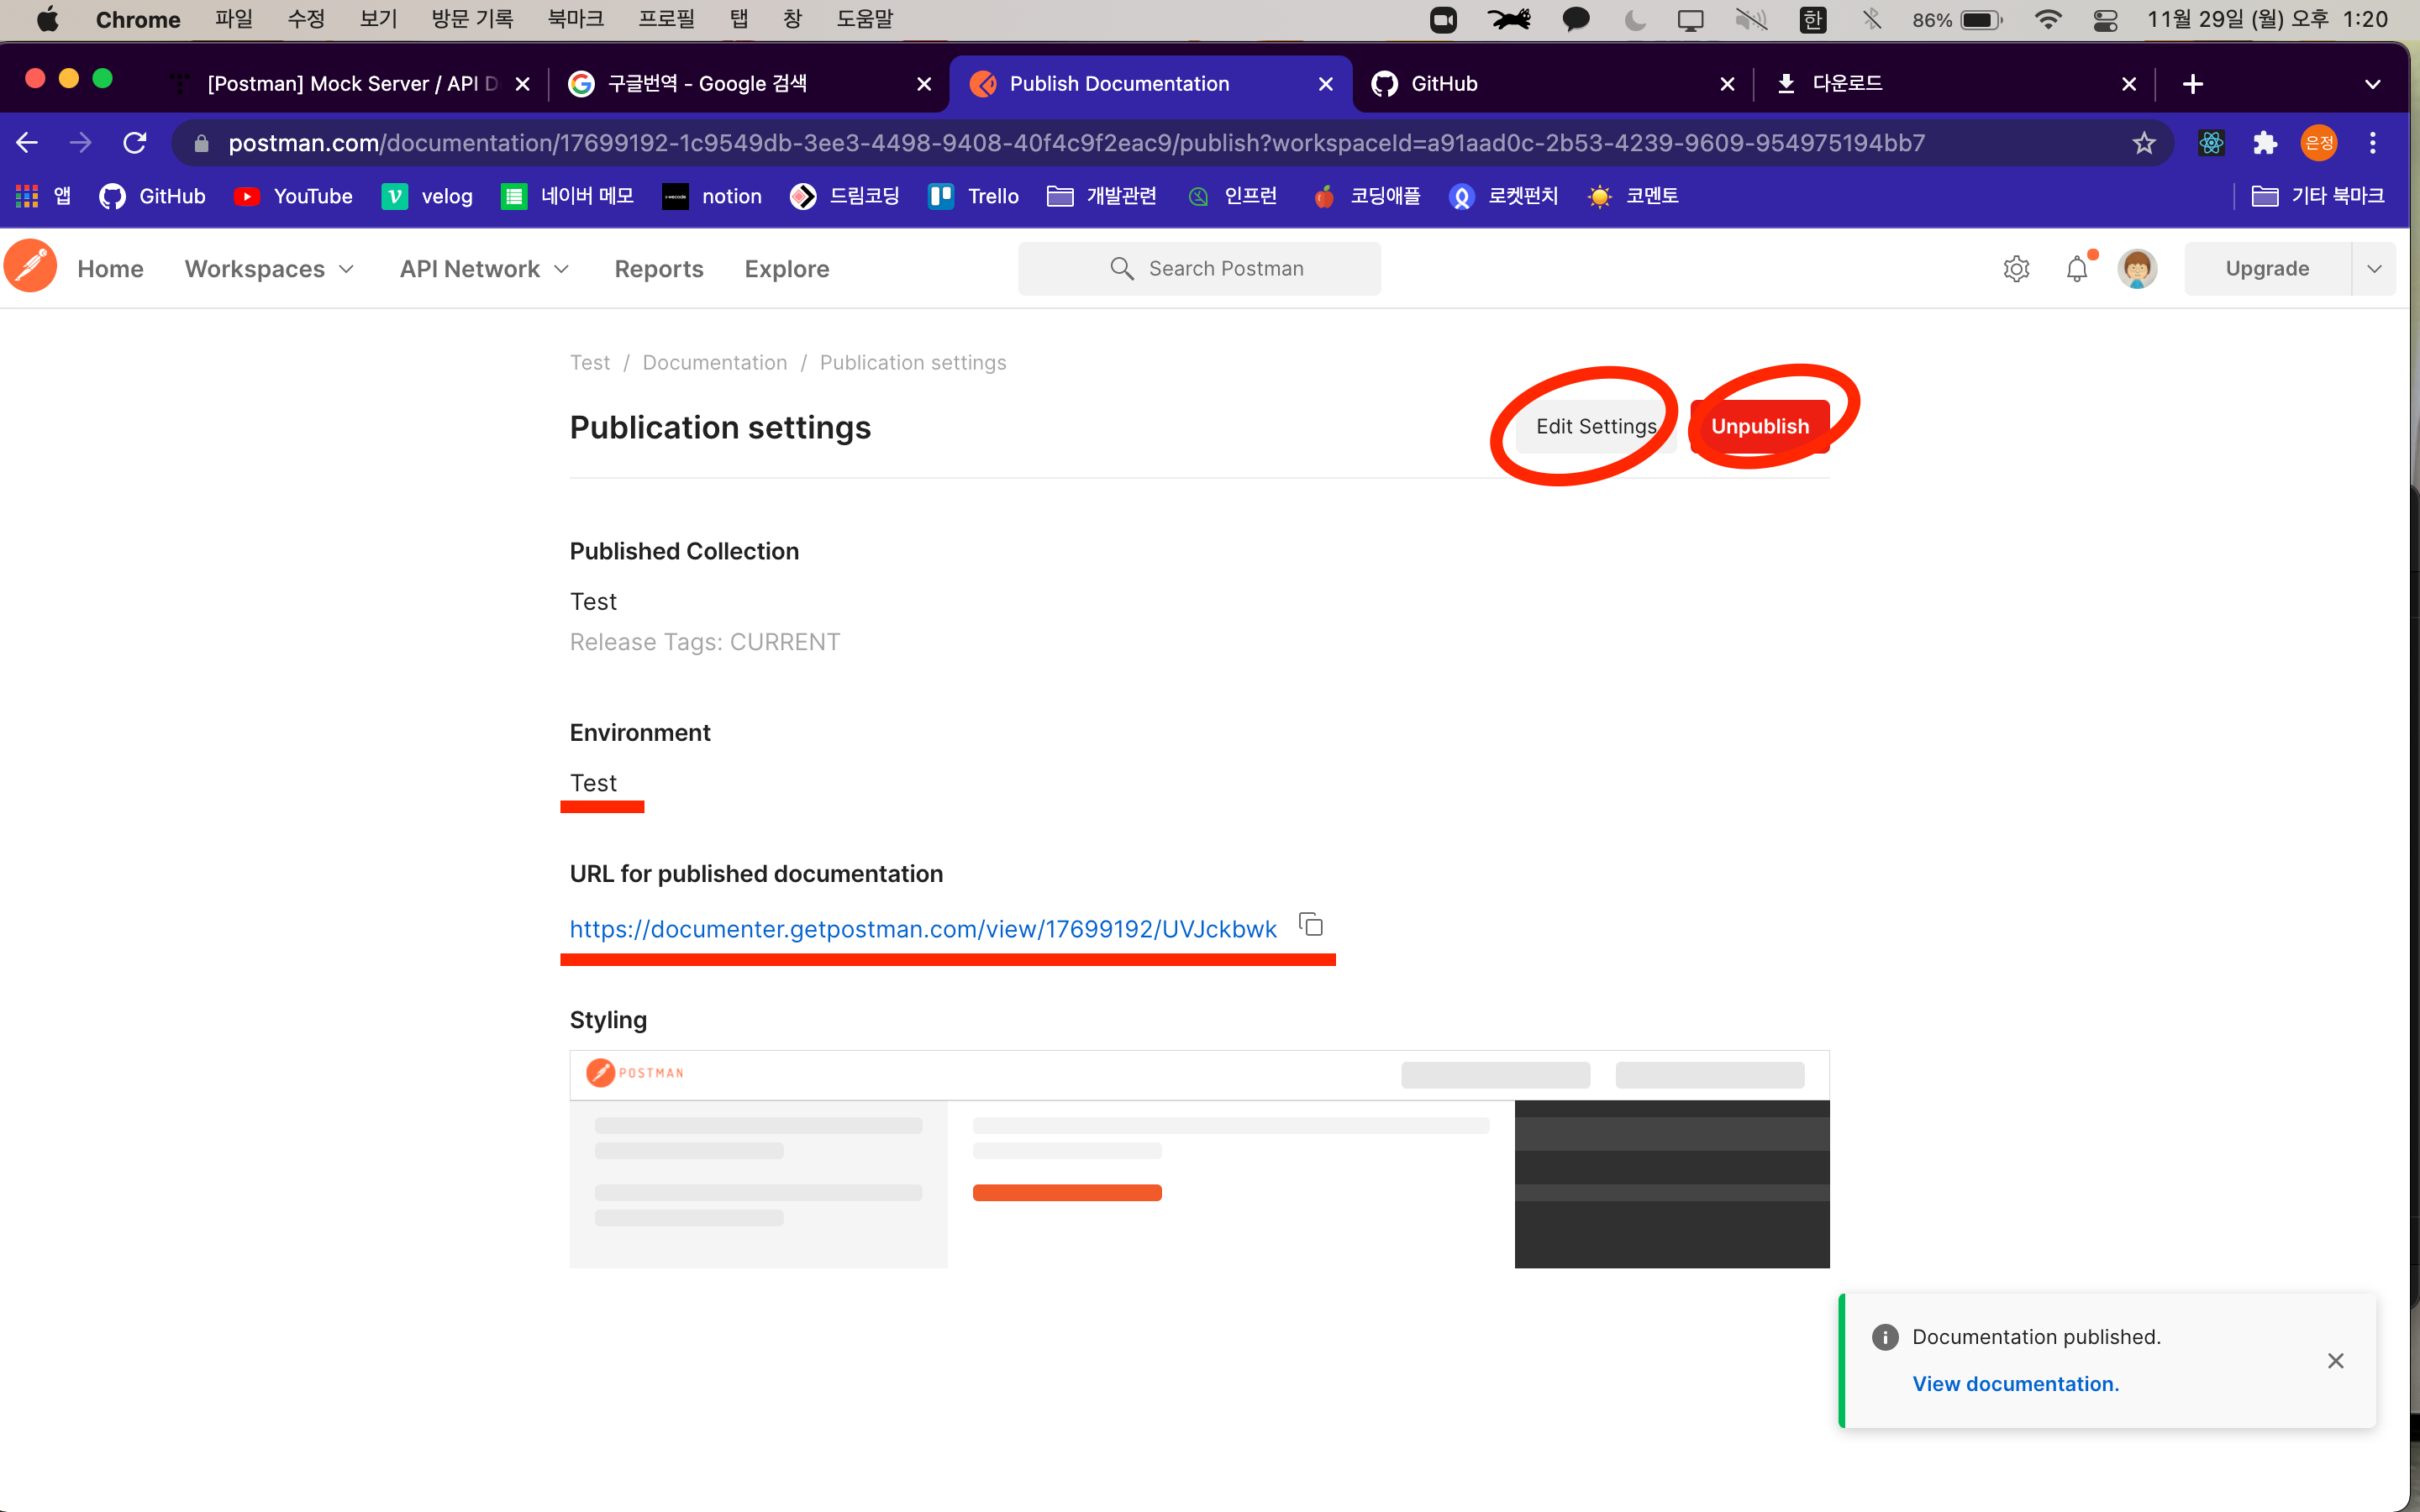 Chrome 파일 수정 보기 방문 기록 북마크 프로필 탭 창 도움말 한 86% 11월 29일 (월) 오후 1:20
[Postman] Mock Server / API D 구글번역 - Google 검색 Publish Documentation GitHub 다운로드
postman.com/documentation/17699192-1c9549db-3ee3-4498-9408-40f4c9f2eac9/publish?workspaceId=a91aad0c-2b53-4239-9609-954975194bb7 은정
앱 GitHub YouTube velog 네이버 메모 notion 드림코딩 Trello 개발관련 인프런 코딩애플 로켓펀치 코멘토 기타 북마크
Home Workspaces API Network Reports Explore Search Postman Upgrade
Test / Documentation / Publication settings
Publication settings Edit Settings Unpublish
Published Collection
Test
Release Tags: CURRENT
Environment
Test
URL for published documentation
https://documenter.getpostman.com/view/17699192/UVJckbwk
Styling
POSTMAN
Documentation published.
View documentation.